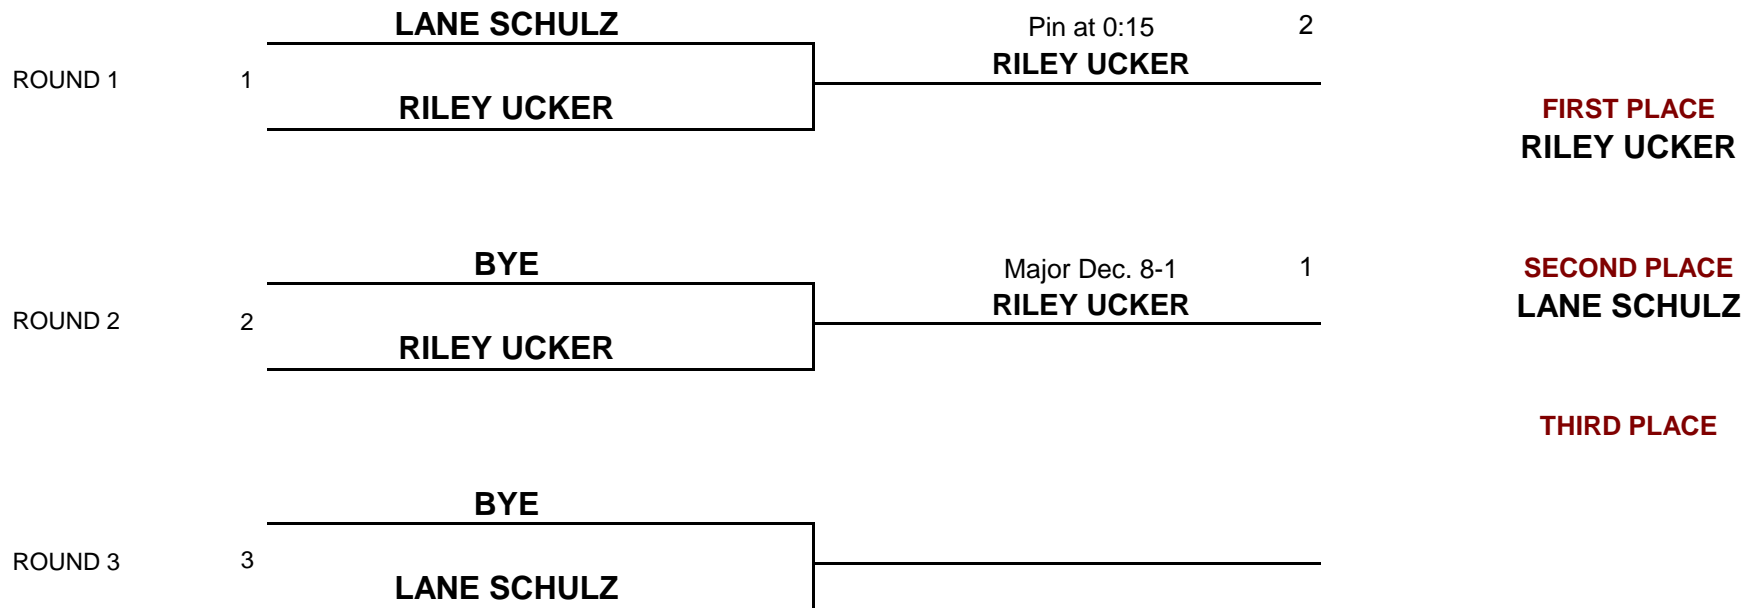 LANE SCHULZ
Pin at 0:15 2
ROUND 1 1 RILEY UCKER
RILEY UCKER
FIRST PLACE
RILEY UCKER
BYE
Major Dec. 8-1 1
SECOND PLACE
ROUND 2 2 RILEY UCKER
LANE SCHULZ
RILEY UCKER
THIRD PLACE
BYE
ROUND 3 3
LANE SCHULZ